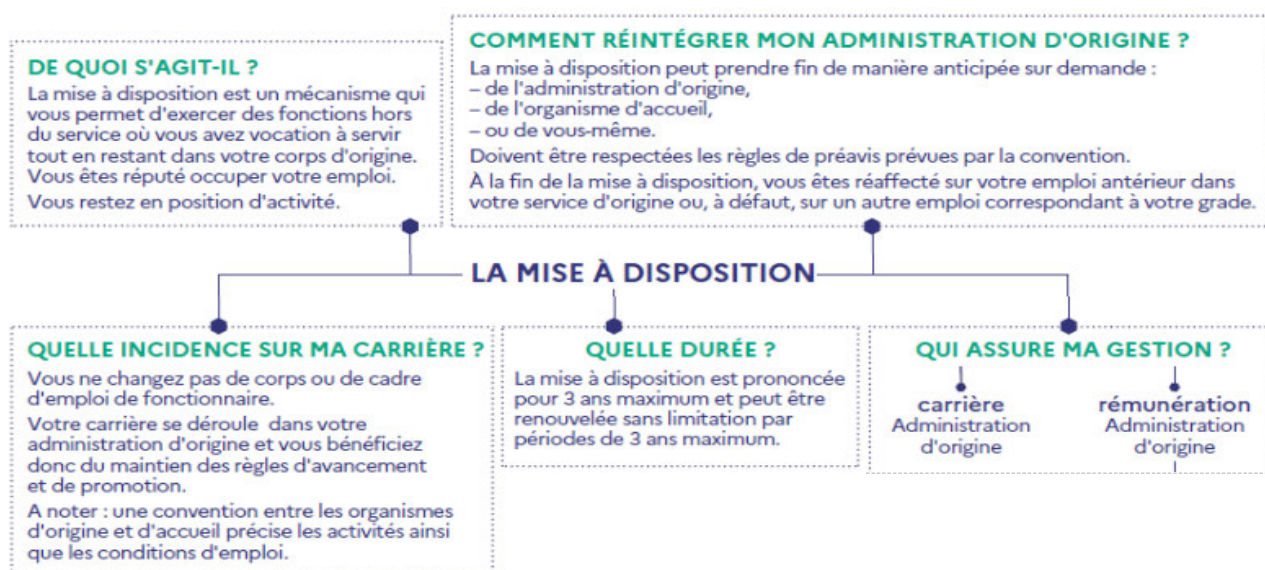 DE QUOI S'AGIT-IL ?
La mise à disposition est un mécanisme qui
vous permet d'exercer des fonctions hors
du service où vous avez vocation à servir
tout en restant dans votre corps d'origine.
Vous êtes réputé occuper votre emploi.
Vous restez en position d'activité.
COMMENT RÉINTÉGRER MON ADMINISTRATION D'ORIGINE ?
La mise à disposition peut prendre fin de manière anticipée sur demande :
– de l'administration d'origine,
– de l'organisme d'accueil,
– ou de vous-même.
Doivent être respectées les règles de préavis prévues par la convention.
À la fin de la mise à disposition, vous êtes réaffecté sur votre emploi antérieur dans
votre service d'origine ou, à défaut, sur un autre emploi correspondant à votre grade.
LA MISE À DISPOSITION
QUELLE INCIDENCE SUR MA CARRIÈRE ?
Vous ne changez pas de corps ou de cadre
d'emploi de fonctionnaire.
Votre carrière se déroule dans votre
administration d'origine et vous bénéficiez
donc du maintien des règles d'avancement
et de promotion.
A noter : une convention entre les organismes
d'origine et d'accueil précise les activités ainsi
que les conditions d'emploi.
QUELLE DURÉE ?
La mise à disposition est prononcée
pour 3 ans maximum et peut être
renouvelée sans limitation par
périodes de 3 ans maximum.
QUI ASSURE MA GESTION ?
carrière
Administration
d'origine
rémunération
Administration
d'origine